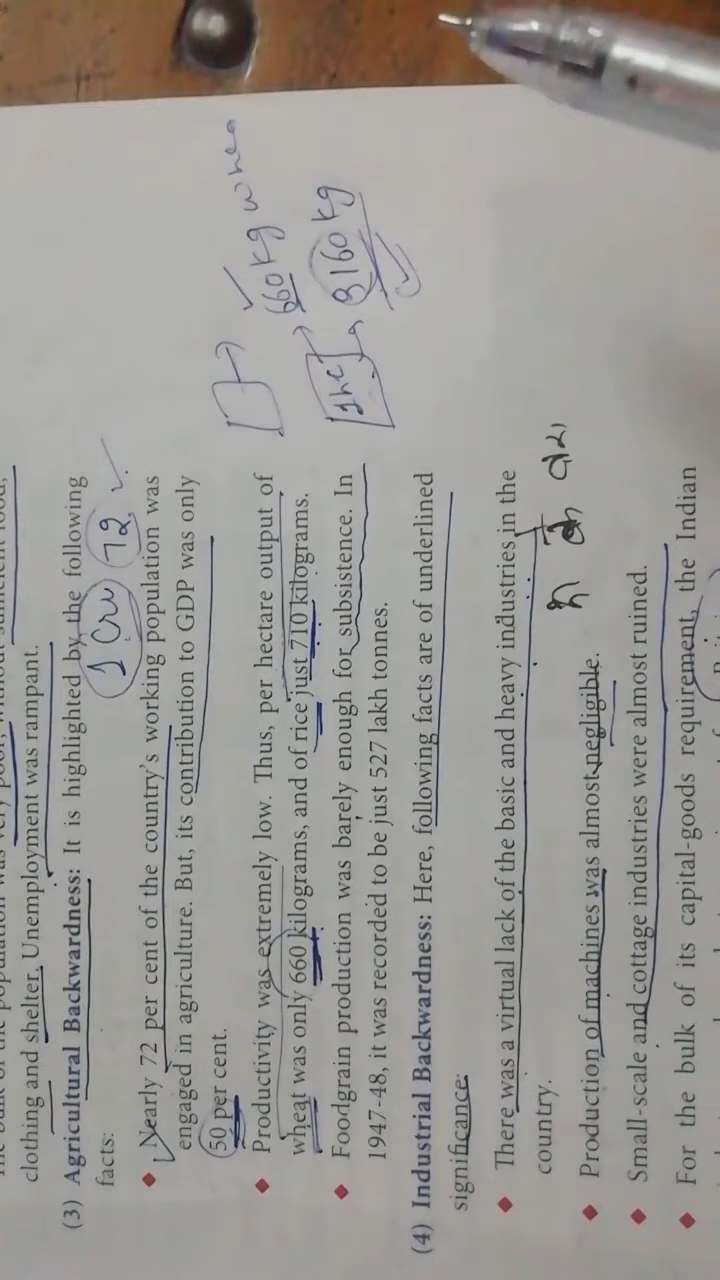 clothing and shelter. Unemployment was rampant.
(3) Agricultural Backwardness: It is highlighted by the following
facts:
1 72
Nearly 72 per cent of the country's working population was
engaged in agriculture. But, its contribution to GDP was only
50 per cent.
Productivity was extremely low. Thus, per hectare output of
wheat was only 660 kilograms, and of rice just 710 kilograms.
660 kg whea
Foodgrain production was barely enough for subsistence. In
1947-48, it was recorded to be just 527 lakh tonnes.
1he 3160 kg
(4) Industrial Backwardness: Here, following facts are of underlined
significance:
There was a virtual lack of the basic and heavy industries in the
country.
Production of machines was almost negligible.
Small-scale and cottage industries were almost ruined.
For the bulk of its capital-goods requirement, the Indian